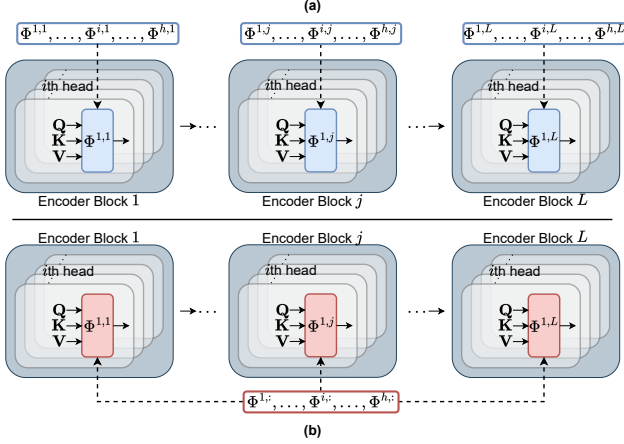 (a)
Φ^{1,1}, . . . , Φ^{i,1}, . . . , Φ^{h,1}
Φ^{1,j}, . . . , Φ^{i,j}, . . . , Φ^{h,j}
Φ^{1,L}, . . . , Φ^{i,L}, . . . , Φ^{h,L}
ith head
Q
K
V
Φ^{1,1}
ith head
Q
K
V
Φ^{1,j}
ith head
Q
K
V
Φ^{1,L}
. . .
. . .
Encoder Block 1
Encoder Block j
Encoder Block L
Encoder Block 1
Encoder Block j
Encoder Block L
ith head
Q
K
V
Φ^{1,1}
ith head
Q
K
V
Φ^{1,j}
ith head
Q
K
V
Φ^{1,L}
. . .
. . .
Φ^{1,:}, . . . , Φ^{i,:}, . . . , Φ^{h,:}
(b)